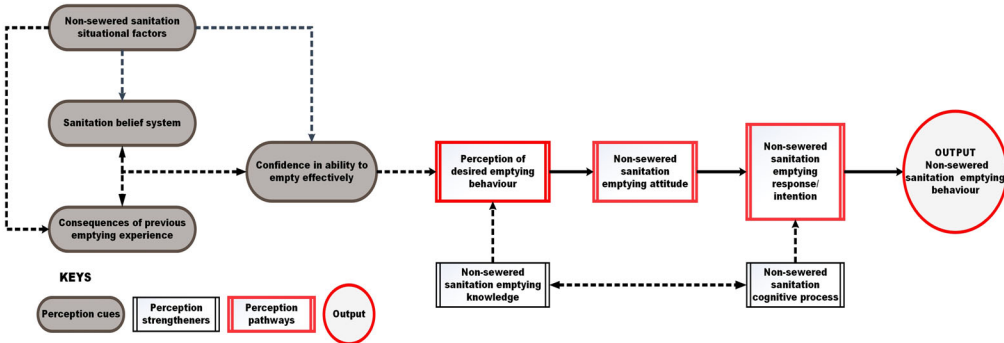 Non-sewered sanitation
situational factors
Sanitation belief system
Confidence in ability to
empty effectively
Consequences of previous
emptying experience
Perception of
desired emptying
behaviour
Non-sewered
sanitation
emptying attitude
Non-sewered
sanitation
emptying
response/
intention
OUTPUT
Non-sewered
sanitation emptying
behaviour
Non-sewered
sanitation emptying
knowledge
Non-sewered
sanitation
cognitive process
KEYS
Perception cues
Perception
strengtheners
Perception
pathways
Output